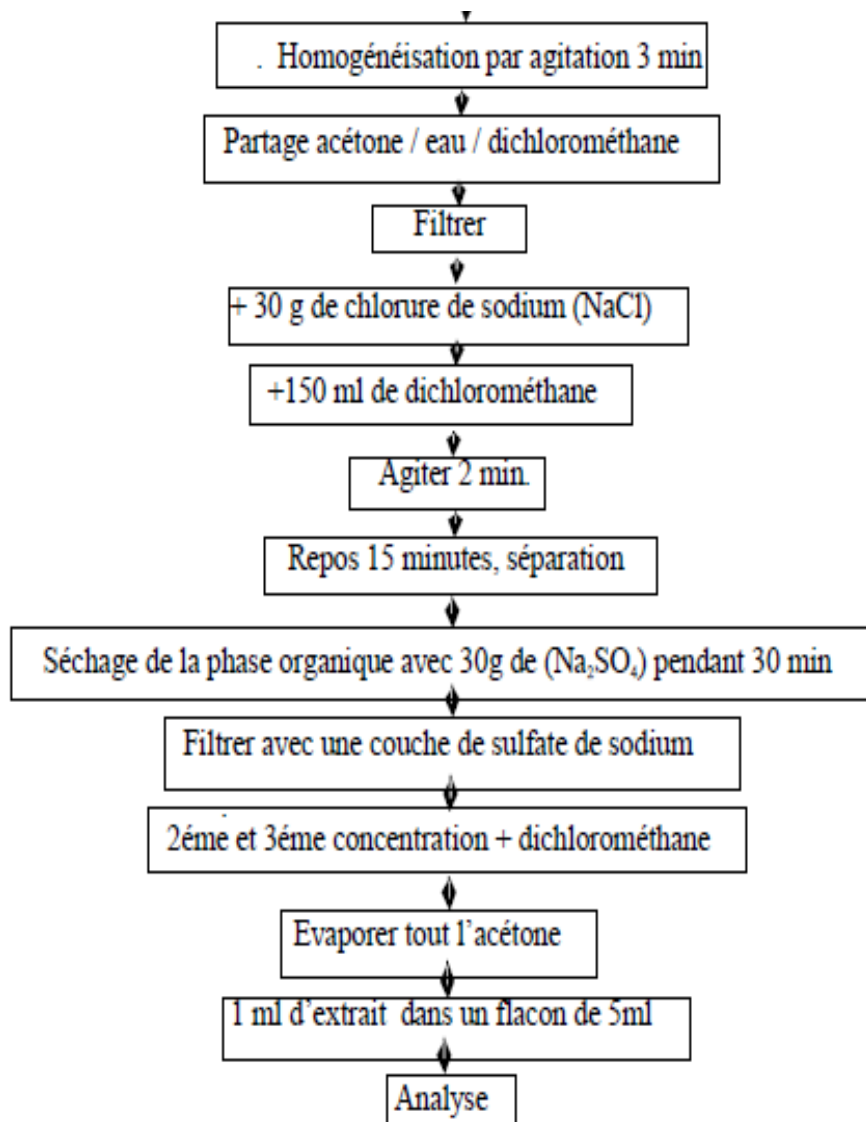 . Homogénéisation par agitation 3 min
Partage acétone / eau / dichlorométhane
Filtrer
+ 30 g de chlorure de sodium (NaCl)
+150 ml de dichlorométhane
Agiter 2 min.
Repos 15 minutes, séparation
Séchage de la phase organique avec 30g de (Na₂SO₄) pendant 30 min
Filtrer avec une couche de sulfate de sodium
2éme et 3éme concentration + dichlorométhane
Evaporer tout l’acétone
1 ml d’extrait dans un flacon de 5ml
Analyse